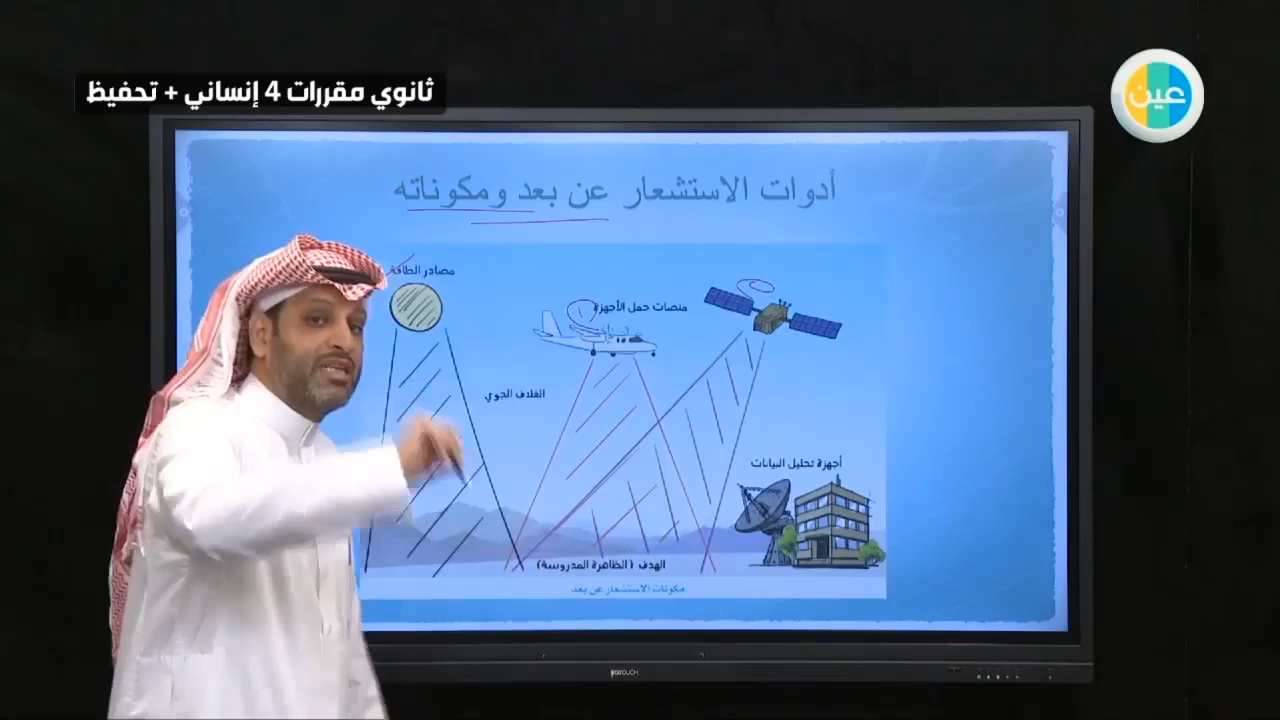 ثانوي مقررات 4 إنساني + تحفيظ
عين
أدوات الاستشعار عن بعد ومكوناته
مصادر الطاقة
منصات حمل الأجهزة
الغلاف الجوي
أجهزة تحليل البيانات
الهدف (الظاهرة المدروسة)
مكونات الاستشعار عن بعد